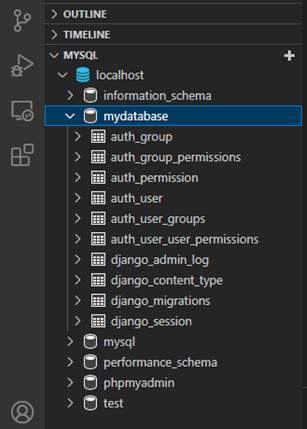 OUTLINE
TIMELINE
MYSQL
localhost
information_schema
mydatabase
auth_group
auth_group_permissions
auth_permission
auth_user
auth_user_groups
auth_user_user_permissions
django_admin_log
django_content_type
django_migrations
django_session
mysql
performance_schema
phpmyadmin
test